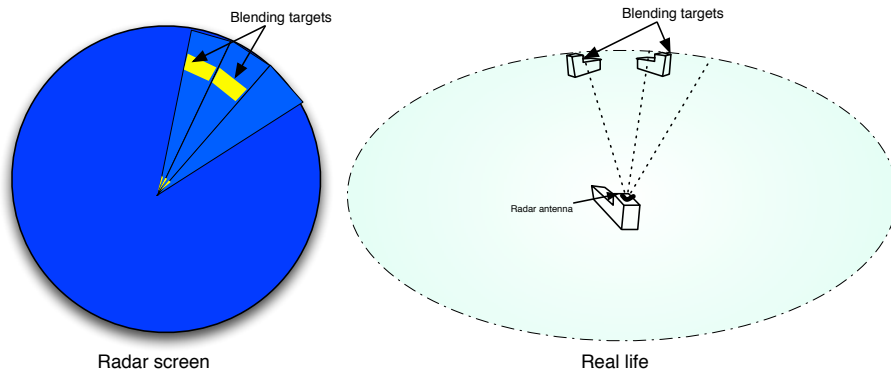 Blending targets
Blending targets
Radar antenna
Radar screen
Real life